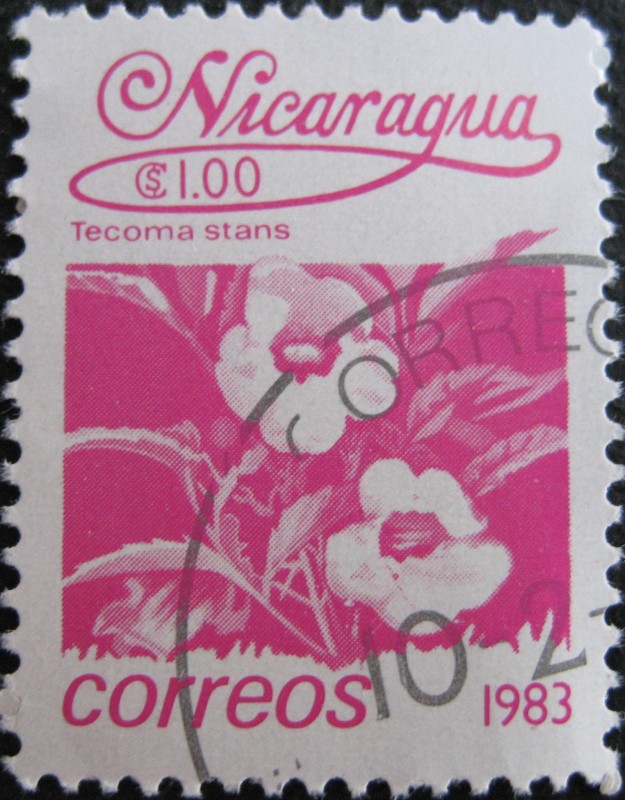 Nicaragua
C$1.00
Tecoma stans
CORREO
10-2-
correos 1983